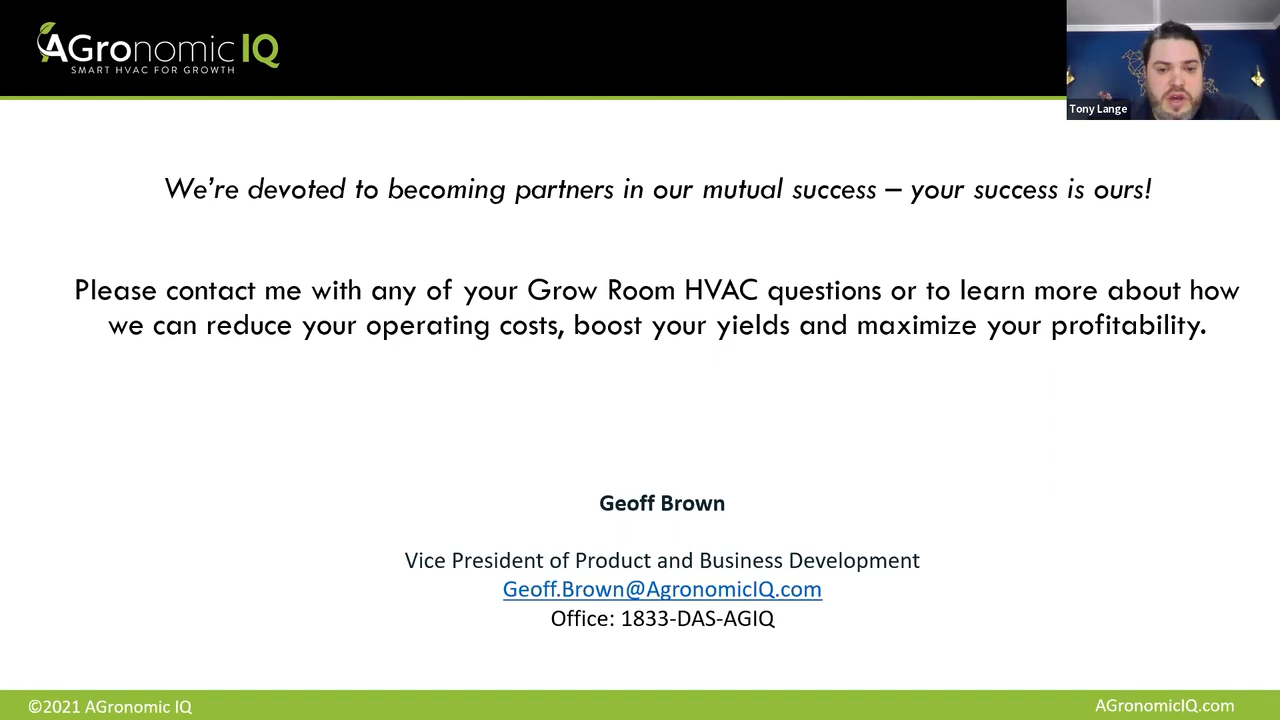 AGronomic IQ
SMART HVAC FOR GROWTH
Tony Lange
We're devoted to becoming partners in our mutual success – your success is ours!
Please contact me with any of your Grow Room HVAC questions or to learn more about how
we can reduce your operating costs, boost your yields and maximize your profitability.
Geoff Brown
Vice President of Product and Business Development
Geoff.Brown@AgronomicIQ.com
Office: 1833-DAS-AGIQ
©2021 AGronomic IQ
AGronomicIQ.com